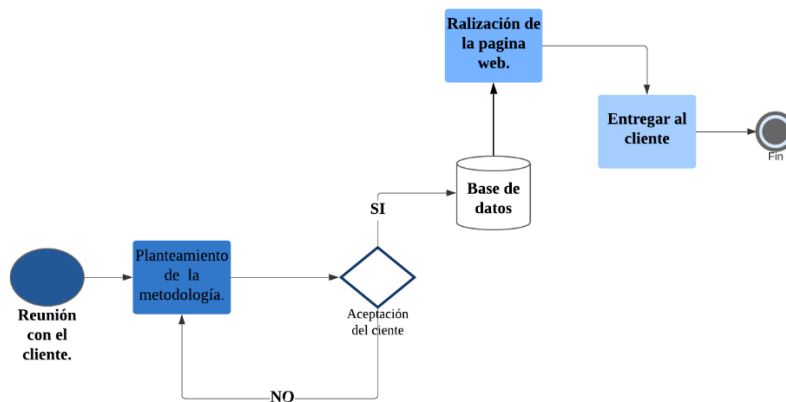 Reunión
con el
cliente.
Planteamiento
de la
metodología.
Aceptación
del ciente
NO
SI
Base de
datos
Ralización de
la pagina
web.
Entregar al
cliente
Fin